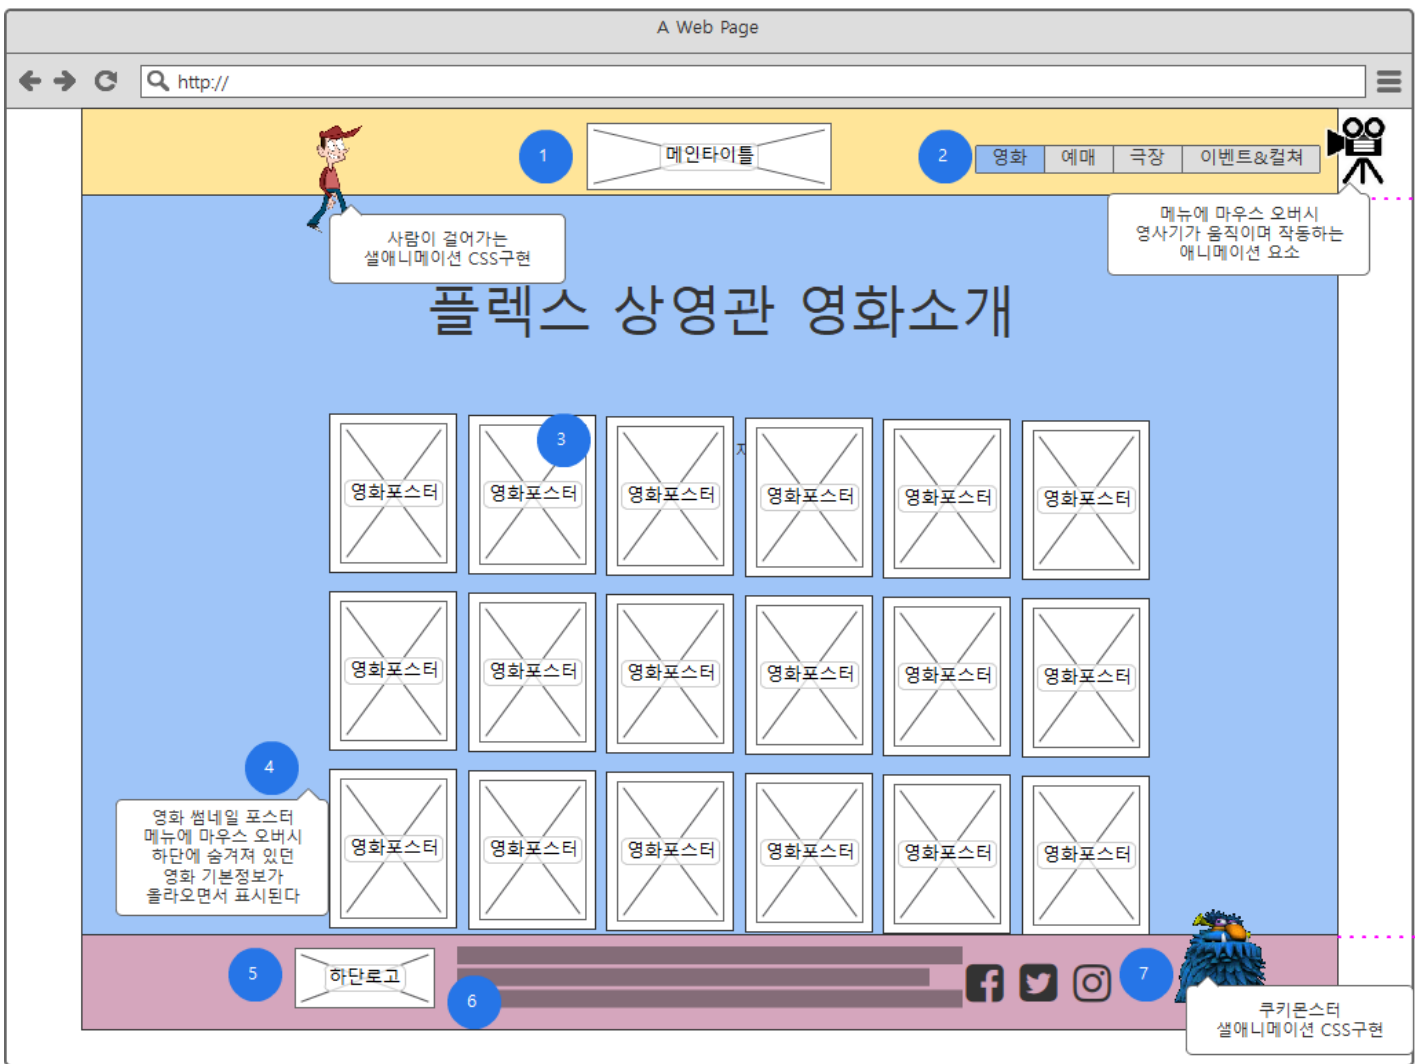 A Web Page
http://
1
메인타이틀
2
영화
예매
극장
이벤트&컬쳐
사람이 걸어가는
샐애니메이션 CSS구현
메뉴에 마우스 오버시
영사기가 움직이며 작동하는
애니메이션 요소
플렉스 상영관 영화소개
3
영화포스터
영화포스터
영화포스터
영화포스터
영화포스터
영화포스터
영화포스터
영화포스터
영화포스터
영화포스터
영화포스터
영화포스터
4
영화 썸네일 포스터
메뉴에 마우스 오버시
하단에 숨겨져 있던
영화 기본정보가
올라오면서 표시된다
영화포스터
영화포스터
영화포스터
영화포스터
영화포스터
영화포스터
5
하단로고
6
7
쿠키몬스터
샐애니메이션 CSS구현